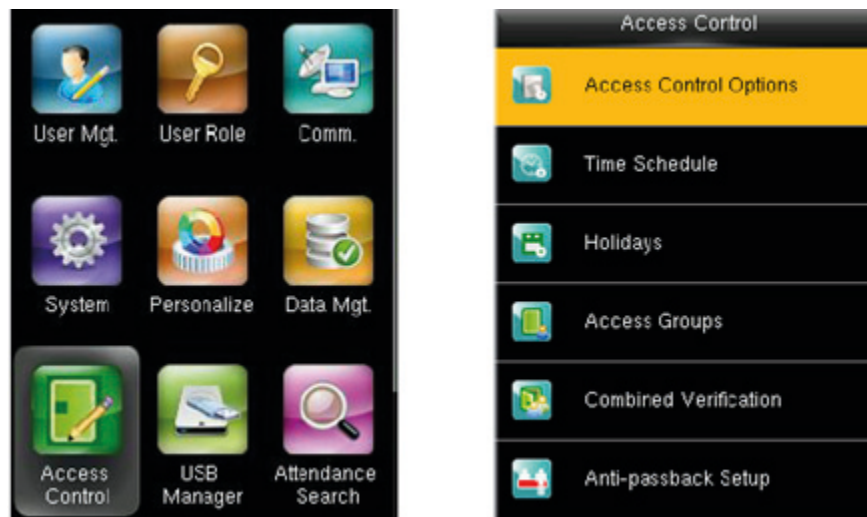 User Mgt.
User Role
Comm.
System
Personalize
Data Mgt.
Access
Control
USB
Manager
Attendance
Search
Access Control
Access Control Options
Time Schedule
Holidays
Access Groups
Combined Verification
Anti-passback Setup